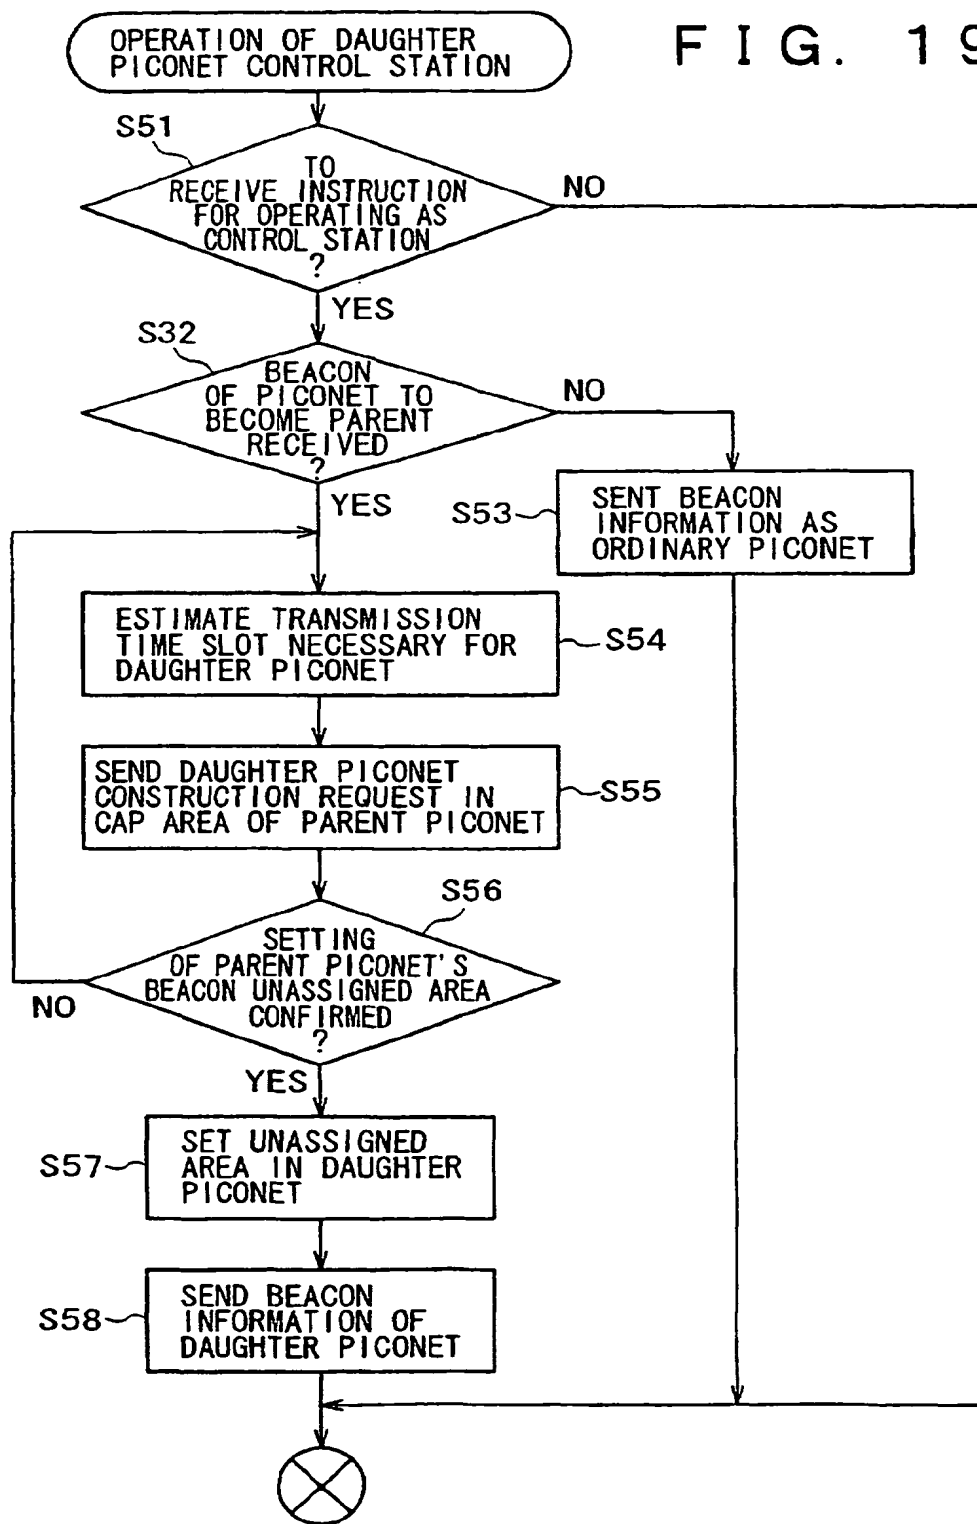 OPERATION OF DAUGHTER
PICONET CONTROL STATION
FIG. 19
S51
TO
RECEIVE INSTRUCTION
FOR OPERATING AS
CONTROL STATION
?
NO
YES
S32
BEACON
OF PICONET TO
BECOME PARENT
RECEIVED
?
NO
YES
S53
SENT BEACON
INFORMATION AS
ORDINARY PICONET
ESTIMATE TRANSMISSION
TIME SLOT NECESSARY FOR
DAUGHTER PICONET
S54
SEND DAUGHTER PICONET
CONSTRUCTION REQUEST IN
CAP AREA OF PARENT PICONET
S55
S56
SETTING
OF PARENT PICONET'S
BEACON UNASSIGNED AREA
CONFIRMED
?
NO
YES
S57
SET UNASSIGNED
AREA IN DAUGHTER
PICONET
S58
SEND BEACON
INFORMATION OF
DAUGHTER PICONET